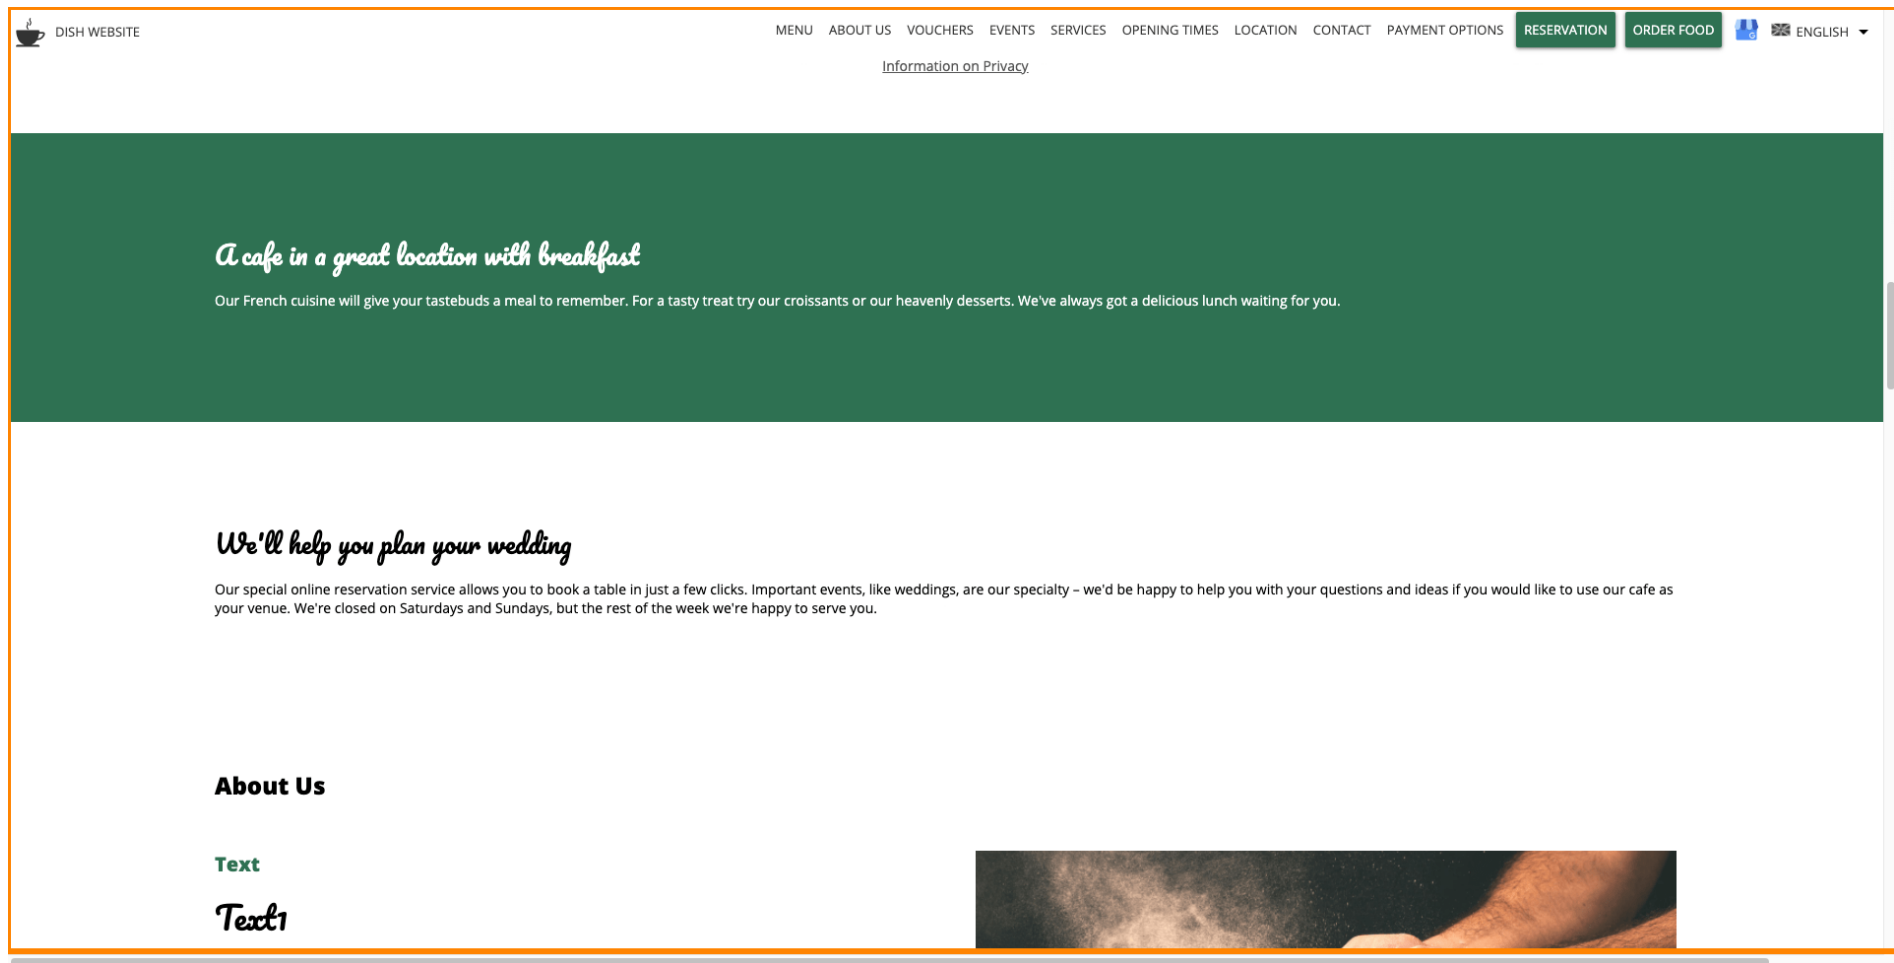 DISH WEBSITE
MENU ABOUT US VOUCHERS EVENTS SERVICES OPENING TIMES LOCATION CONTACT PAYMENT OPTIONS RESERVATION ORDER FOOD ENGLISH
Information on Privacy
A cafe in a great location with breakfast
Our French cuisine will give your tastebuds a meal to remember. For a tasty treat try our croissants or our heavenly desserts. We've always got a delicious lunch waiting for you.
We'll help you plan your wedding
Our special online reservation service allows you to book a table in just a few clicks. Important events, like weddings, are our specialty – we'd be happy to help you with your questions and ideas if you would like to use our cafe as
your venue. We're closed on Saturdays and Sundays, but the rest of the week we're happy to serve you.
About Us
Text
Text1